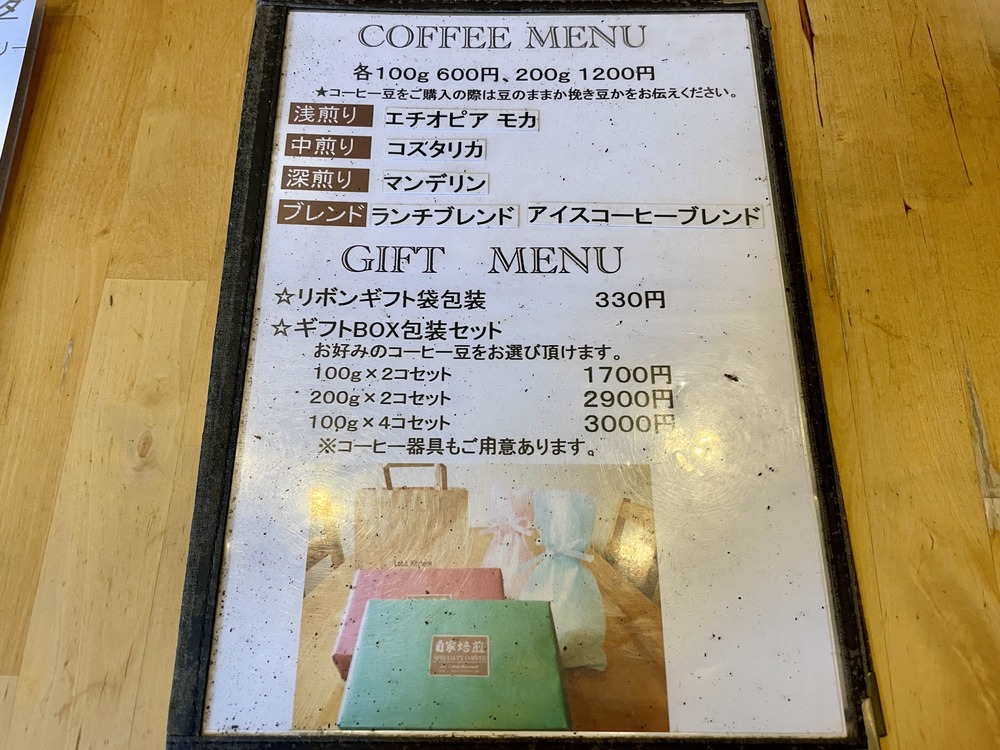 COFFEE MENU
各100g 600円、200g 1200円
★コーヒー豆をご購入の際は豆のままか挽き豆かをお伝えください。
浅煎り エチオピア モカ
中煎り コスタリカ
深煎り マンデリン
ブレンド ランチブレンド アイスコーヒーブレンド
GIFT MENU
☆リボンギフト袋包装 330円
☆ギフトBOX包装セット
お好みのコーヒー豆をお選び頂けます。
100g×2コセット 1700円
200g×2コセット 2900円
100g×4コセット 3000円
※コーヒー器具もご用意あります。
Lotus Kitchen
自家焙煎
SPECIALTY COFFEE